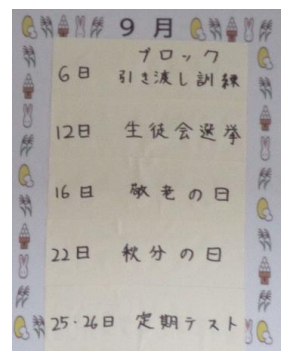 9月
ブロック
6日 引き渡し訓練
12日 生徒会選挙
16日 敬老の日
22日 秋分の日
25・26日 定期テスト